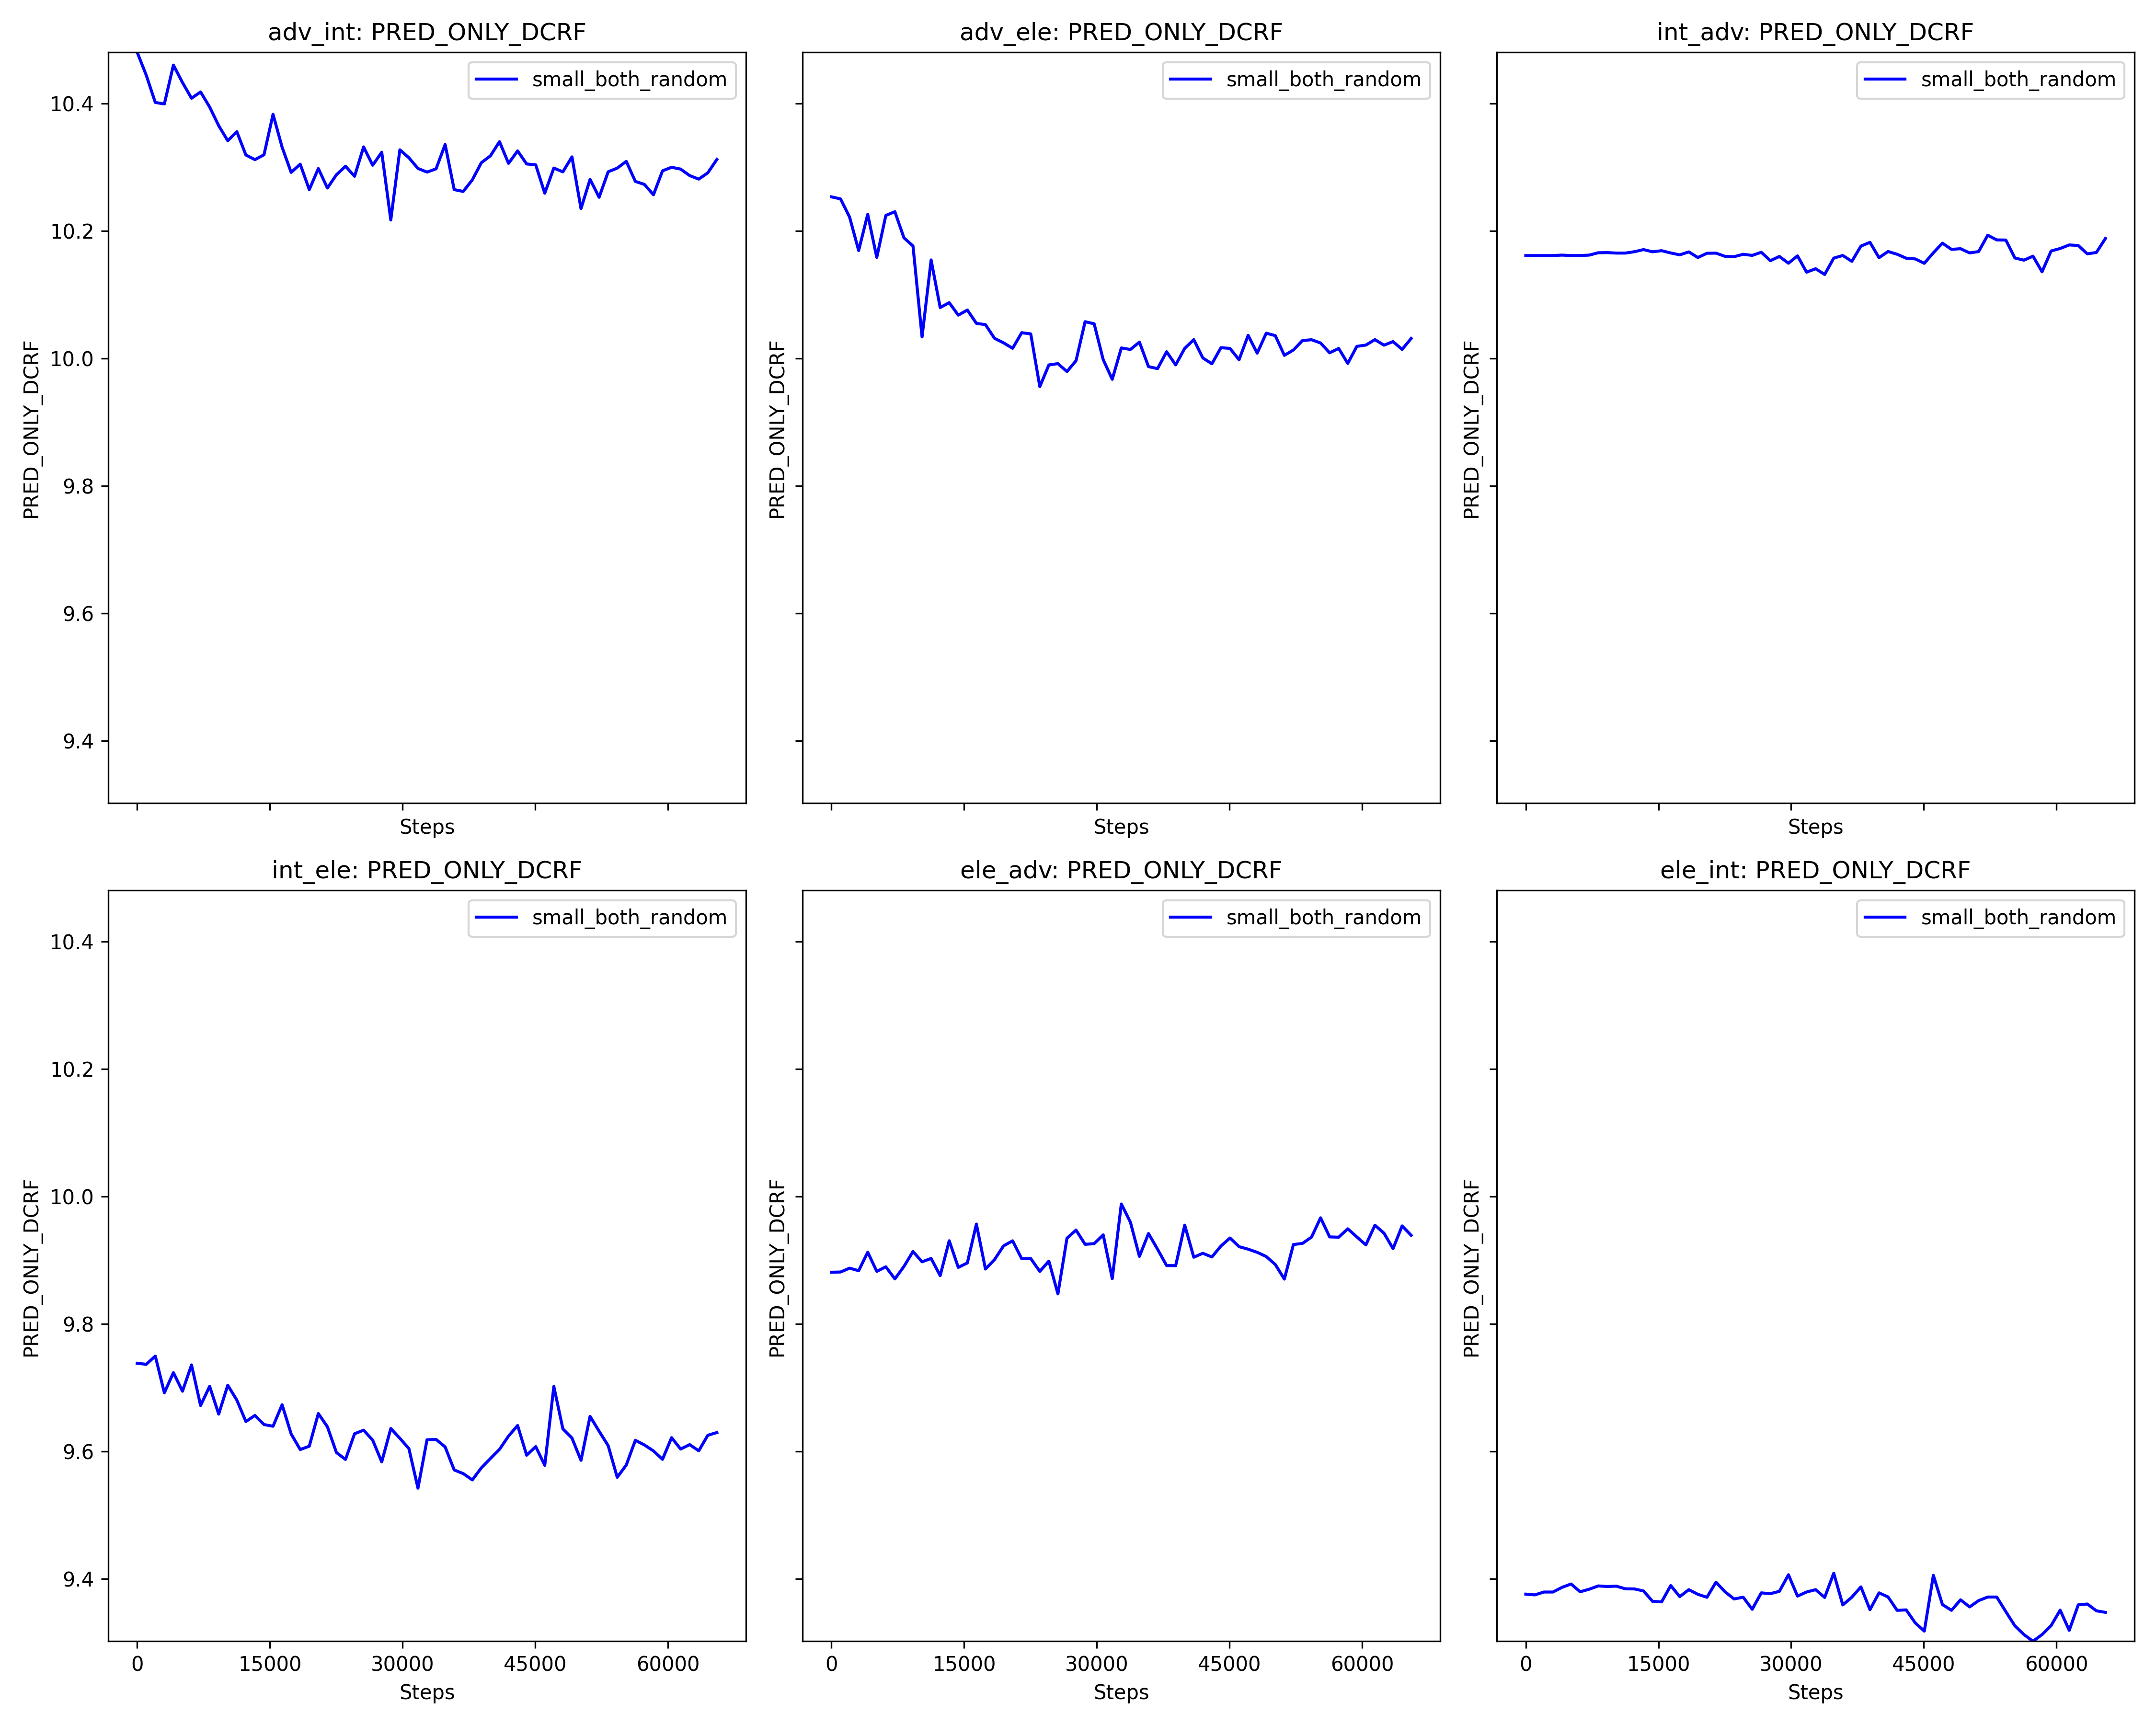 adv_int: PRED_ONLY_DCRF
adv_ele: PRED_ONLY_DCRF
int_adv: PRED_ONLY_DCRF
small_both_random
small_both_random
small_both_random
PRED_ONLY_DCRF
10.4
10.2
10.0
9.8
9.6
9.4
PRED_ONLY_DCRF
PRED_ONLY_DCRF
Steps
Steps
Steps
int_ele: PRED_ONLY_DCRF
ele_adv: PRED_ONLY_DCRF
ele_int: PRED_ONLY_DCRF
small_both_random
small_both_random
small_both_random
PRED_ONLY_DCRF
10.4
10.2
10.0
9.8
9.6
9.4
PRED_ONLY_DCRF
PRED_ONLY_DCRF
0 15000 30000 45000 60000
0 15000 30000 45000 60000
0 15000 30000 45000 60000
Steps
Steps
Steps